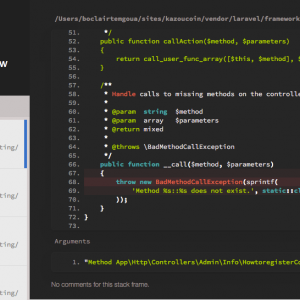 /Users/boclairtemgoua/sites/kazoucoin/vendor/laravel/framework
51. */
52. public function callAction($method, $parameters)
53. {
54. return call_user_func_array([$this, $method], $
55. }
56.
57. /**
58. * Handle calls to missing methods on the controlle
59. *
60. * @param string $method
61. * @param array $parameters
62. * @return mixed
63. *
64. * @throws \BadMethodCallException
65. */
66. public function __call($method, $parameters)
67. {
68. throw new BadMethodCallException(sprintf(
69. 'Method %s::%s does not exist.', static::cl
70. ));
71. }
72. }
73.
Arguments
1. "Method App\Http\Controllers\Admin\Info\HowtoregisterCo
No comments for this stack frame.
w
ting/
ting/
ting/
ting/